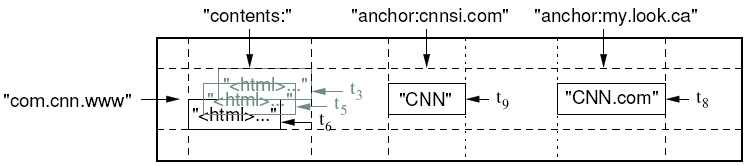 "contents:" "anchor:cnnsi.com" "anchor:my.look.ca"
"<html>..." t3
"com.cnn.www" "<html>..." t5 "CNN" t9 "CNN.com" t8
"<html>..." t6